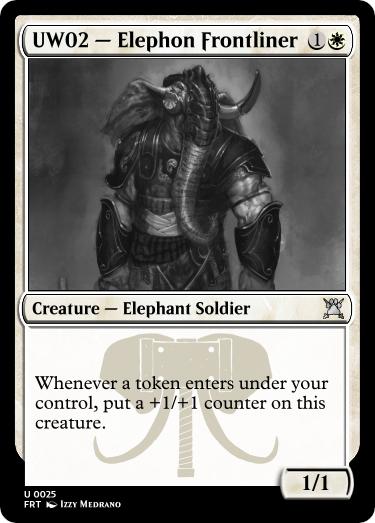 UW02 — Elephon Frontliner 1
Creature — Elephant Soldier
Whenever a token enters under your
control, put a +1/+1 counter on this
creature.
1/1
U 0025
FRT Izzy Medrano